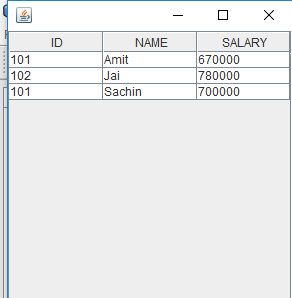 ID NAME SALARY
101 Amit 670000
102 Jai 780000
101 Sachin 700000